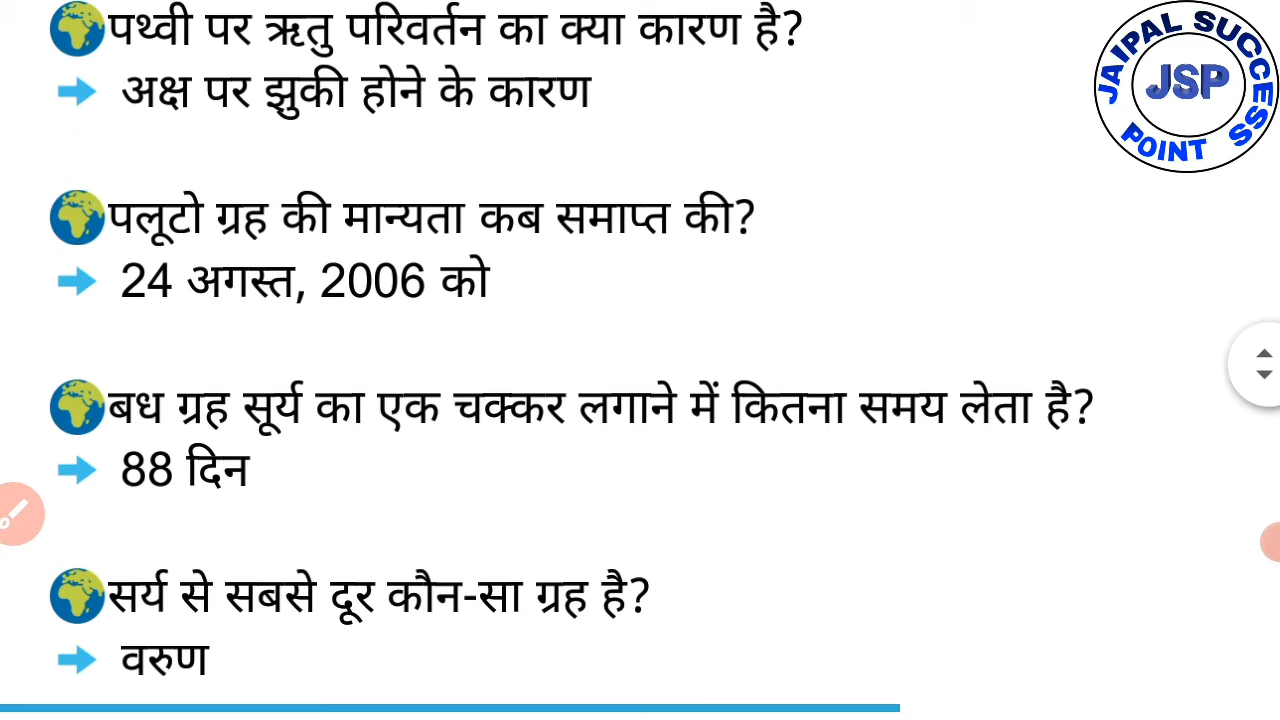 पथ्वी पर ऋतु परिवर्तन का क्या कारण है?
अक्ष पर झुकी होने के कारण
पलूटो ग्रह की मान्यता कब समाप्त की?
24 अगस्त, 2006 को
बध ग्रह सूर्य का एक चक्कर लगाने में कितना समय लेता है?
88 दिन
सर्य से सबसे दूर कौन-सा ग्रह है?
वरुण
JAIPAL SUCCESS
JSP
POINT